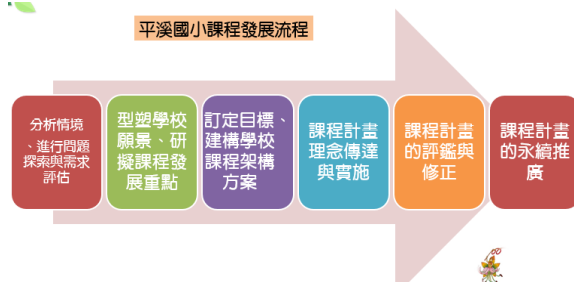 平溪國小課程發展流程
分析情境
、進行問題
探索與需求
評估
型塑學校
願景、研
擬課程發
展重點
訂定目標、
建構學校
課程架構
方案
課程計畫
理念傳達
與實施
課程計畫
的評鑑與
修正
課程計畫
的永續推
廣